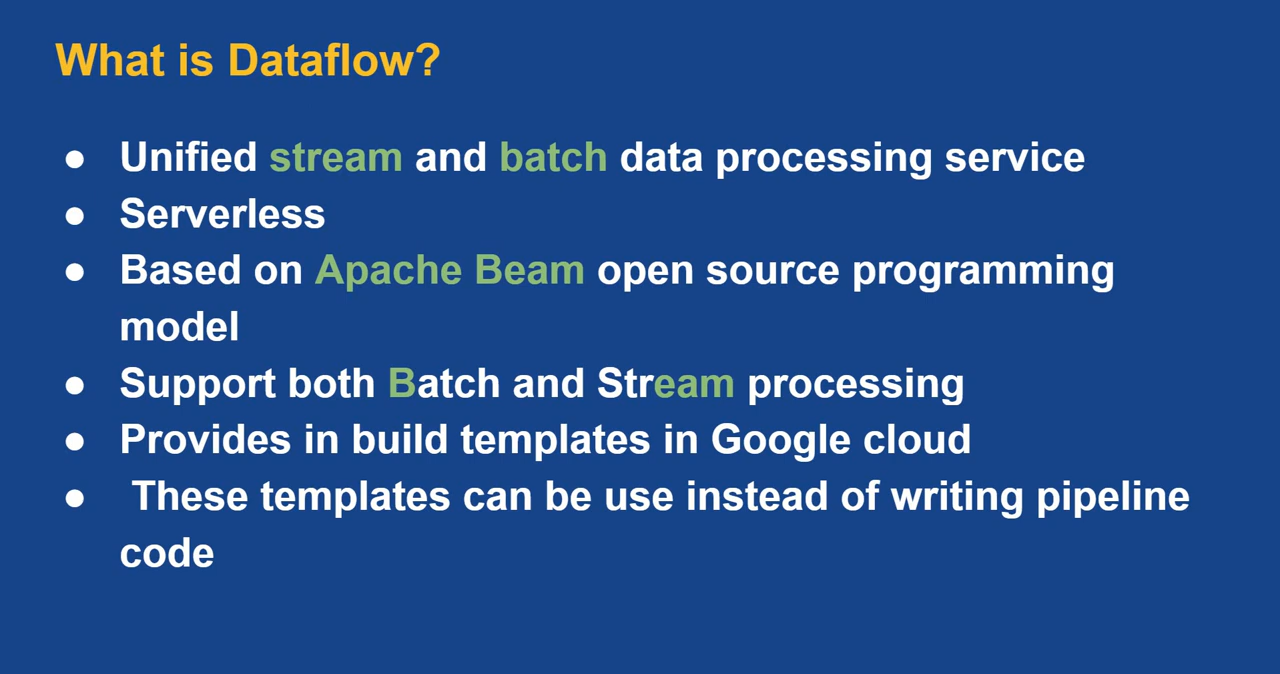 What is Dataflow?
● Unified stream and batch data processing service
● Serverless
● Based on Apache Beam open source programming
model
● Support both Batch and Stream processing
● Provides in build templates in Google cloud
● These templates can be use instead of writing pipeline
code